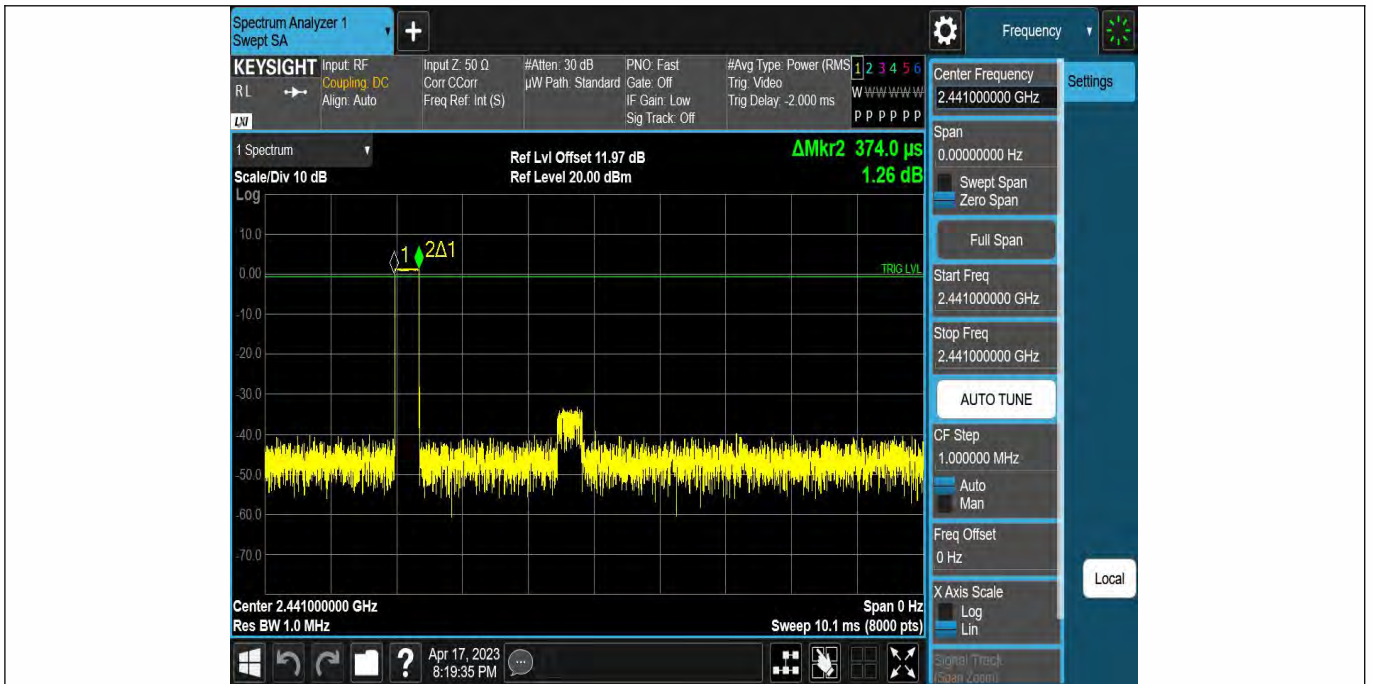 Spectrum Analyzer 1
Swept SA
Frequency
KEYSIGHT
RL
LXI
Input: RF
Coupling: DC
Align: Auto
Input Z: 50 Ω
Corr CCorr
Freq Ref: Int (S)
#Atten: 30 dB
µW Path: Standard
PNO: Fast
Gate: Off
IF Gain: Low
Sig Track: Off
#Avg Type: Power (RMS
Trig: Video
Trig Delay: -2.000 ms
1 2 3 4 5 6
W W W W W W
P P P P P P
1 Spectrum
Scale/Div 10 dB
Log
Ref Lvl Offset 11.97 dB
Ref Level 20.00 dBm
ΔMkr2 374.0 µs
1.26 dB
10.0
0.00
-10.0
-20.0
-30.0
-40.0
-50.0
-60.0
-70.0
1
2Δ1
TRIG LVL
Center 2.441000000 GHz
Res BW 1.0 MHz
Span 0 Hz
Sweep 10.1 ms (8000 pts)
Center Frequency
2.441000000 GHz
Settings
Span
0.00000000 Hz
Swept Span
Zero Span
Full Span
Start Freq
2.441000000 GHz
Stop Freq
2.441000000 GHz
AUTO TUNE
CF Step
1.000000 MHz
Auto
Man
Freq Offset
0 Hz
X Axis Scale
Log
Lin
Signal Track
(Span Zoom)
Local
?
Apr 17, 2023
8:19:35 PM